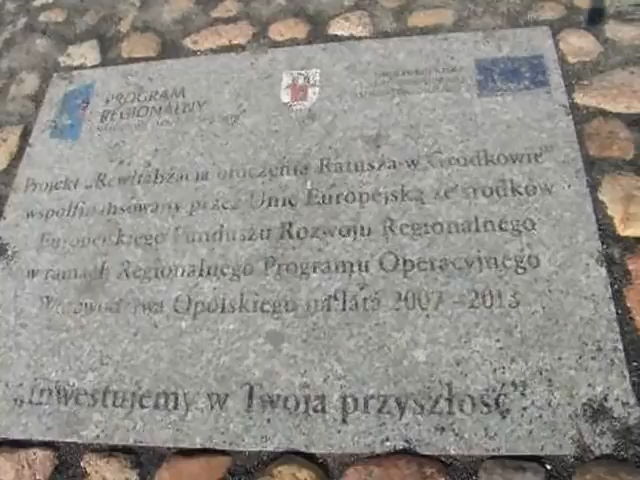 PROGRAM
REGIONALNY
Projekt „Rewitalizacja otoczenia Ratusza w Grodkowie"
współfinansowany przez Unię Europejską ze środków
Europejskiego Funduszu Rozwoju Regionalnego
w ramach Regionalnego Programu Operacyjnego
Województwa Opolskiego na lata 2007-2013
„Inwestujemy w Twoją przyszłość"